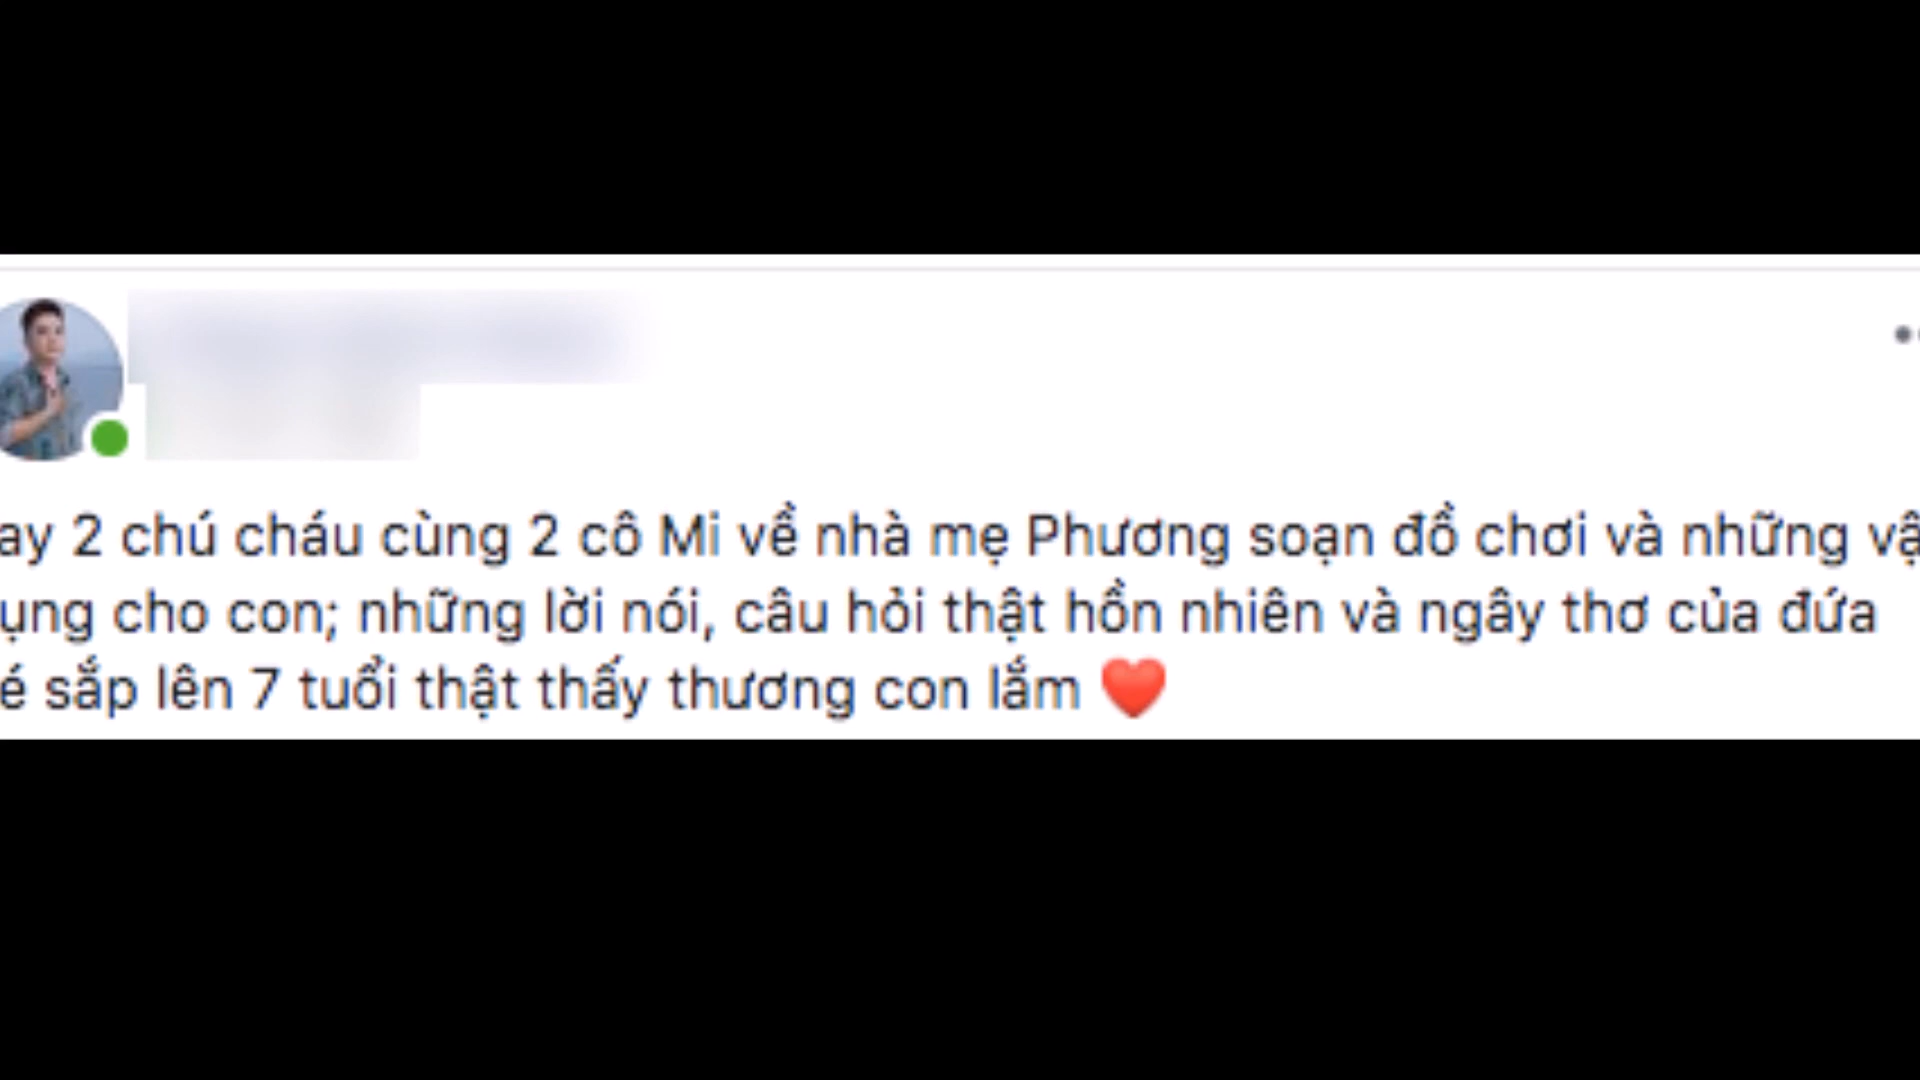 ay 2 chú cháu cùng 2 cô Mi về nhà mẹ Phương soạn đồ chơi và những vậ
ụng cho con; những lời nói, câu hỏi thật hồn nhiên và ngây thơ của đứa
é sắp lên 7 tuổi thật thấy thương con lắm ❤️